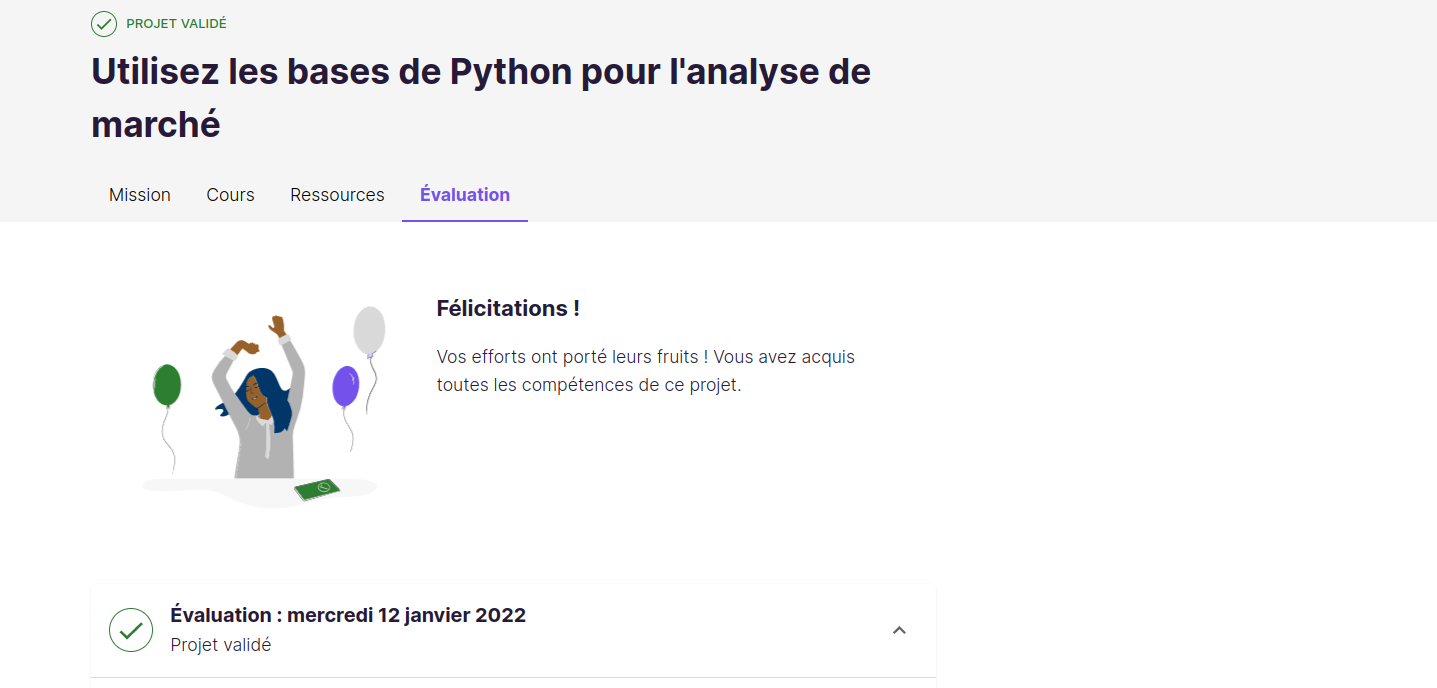 PROJET VALIDÉ
Utilisez les bases de Python pour l'analyse de
marché
Mission Cours Ressources Évaluation
Félicitations !
Vos efforts ont porté leurs fruits ! Vous avez acquis
toutes les compétences de ce projet.
Évaluation : mercredi 12 janvier 2022
Projet validé